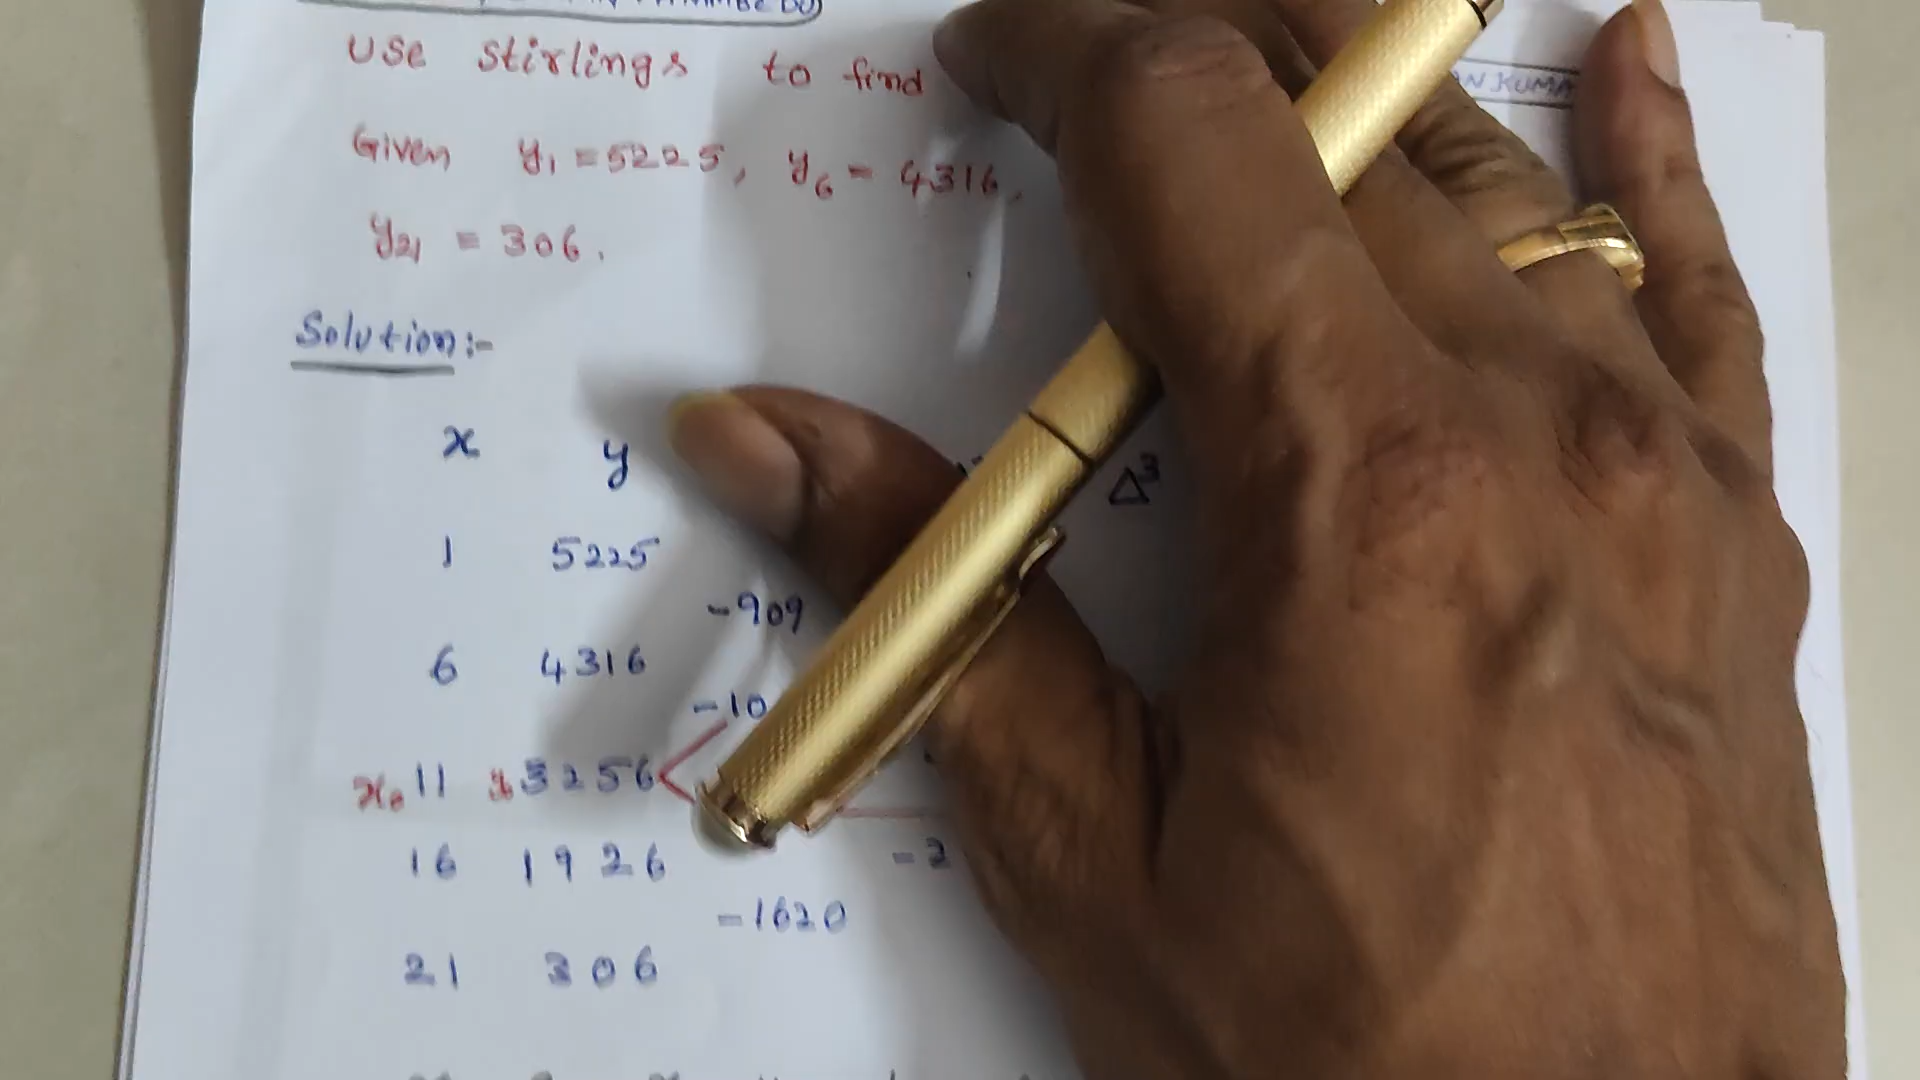 Use stirlings to find
Given y₁ = 5225, y₆ = 4316,
y₂₁ = 306.
Solution:-
x y Δ³
1 5225
-909
6 4316
-10
x₀ 11 3256
16 1926
-2
-1620
21 306